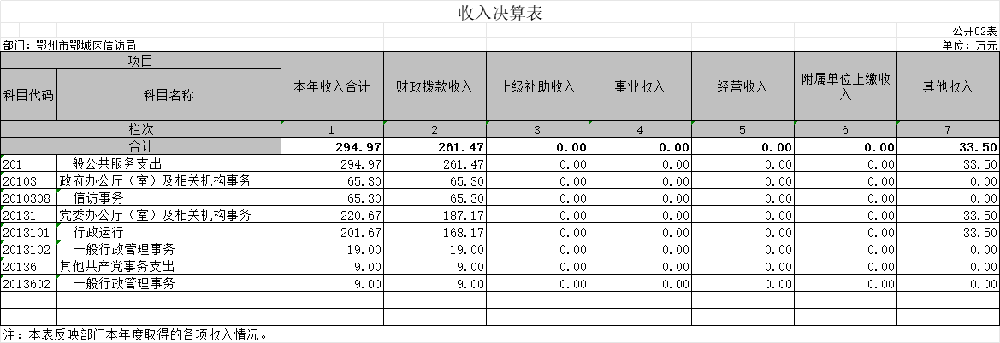 收入决算表
公开02表
部门：鄂州市鄂城区信访局 单位：万元
项目 本年收入合计 财政拨款收入 上级补助收入 事业收入 经营收入 附属单位上缴收入 其他收入
科目代码 科目名称
栏次 1 2 3 4 5 6 7
合计 294.97 261.47 0.00 0.00 0.00 0.00 33.50
201 一般公共服务支出 294.97 261.47 0.00 0.00 0.00 0.00 33.50
20103 政府办公厅（室）及相关机构事务 65.30 65.30 0.00 0.00 0.00 0.00 0.00
2010308 信访事务 65.30 65.30 0.00 0.00 0.00 0.00 0.00
20131 党委办公厅（室）及相关机构事务 220.67 187.17 0.00 0.00 0.00 0.00 33.50
2013101 行政运行 201.67 168.17 0.00 0.00 0.00 0.00 33.50
2013102 一般行政管理事务 19.00 19.00 0.00 0.00 0.00 0.00 0.00
20136 其他共产党事务支出 9.00 9.00 0.00 0.00 0.00 0.00 0.00
2013602 一般行政管理事务 9.00 9.00 0.00 0.00 0.00 0.00 0.00
注：本表反映部门本年度取得的各项收入情况。